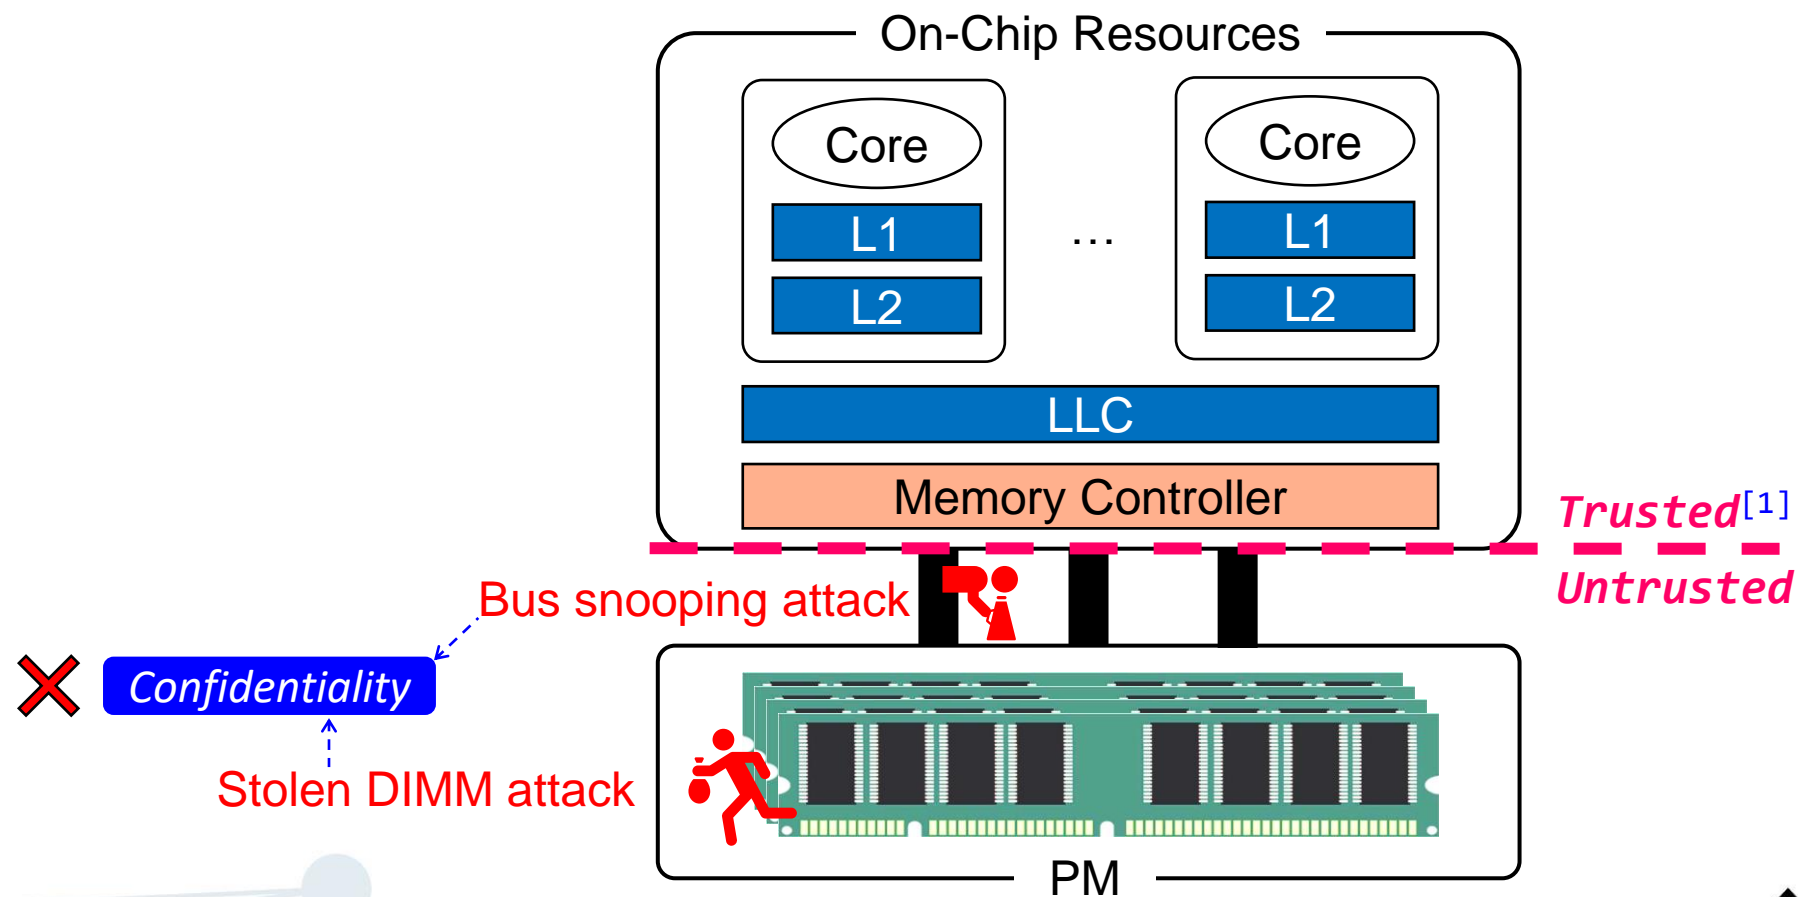 On-Chip Resources
Core
Core
L1
...
L1
L2
L2
LLC
Memory Controller
Trusted[1]
Untrusted
Bus snooping attack
Confidentiality
Stolen DIMM attack
PM